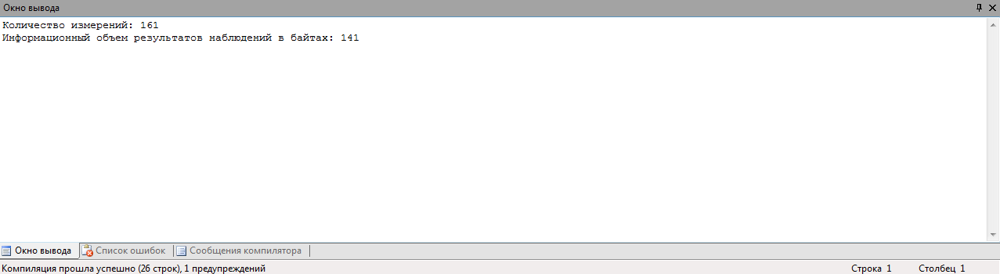 Окно вывода
Количество измерений: 161
Информационный объем результатов наблюдений в байтах: 141
Окно вывода Список ошибок Сообщения компилятора
Компиляция прошла успешно (26 строк), 1 предупреждений Строка 1 Столбец 1